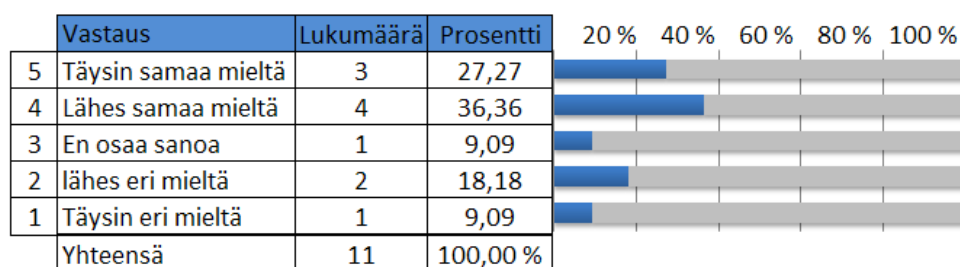 Vastaus Lukumäärä Prosentti 20 % 40 % 60 % 80 % 100 %
5 Täysin samaa mieltä 3 27,27
4 Lähes samaa mieltä 4 36,36
3 En osaa sanoa 1 9,09
2 lähes eri mieltä 2 18,18
1 Täysin eri mieltä 1 9,09
Yhteensä 11 100,00 %